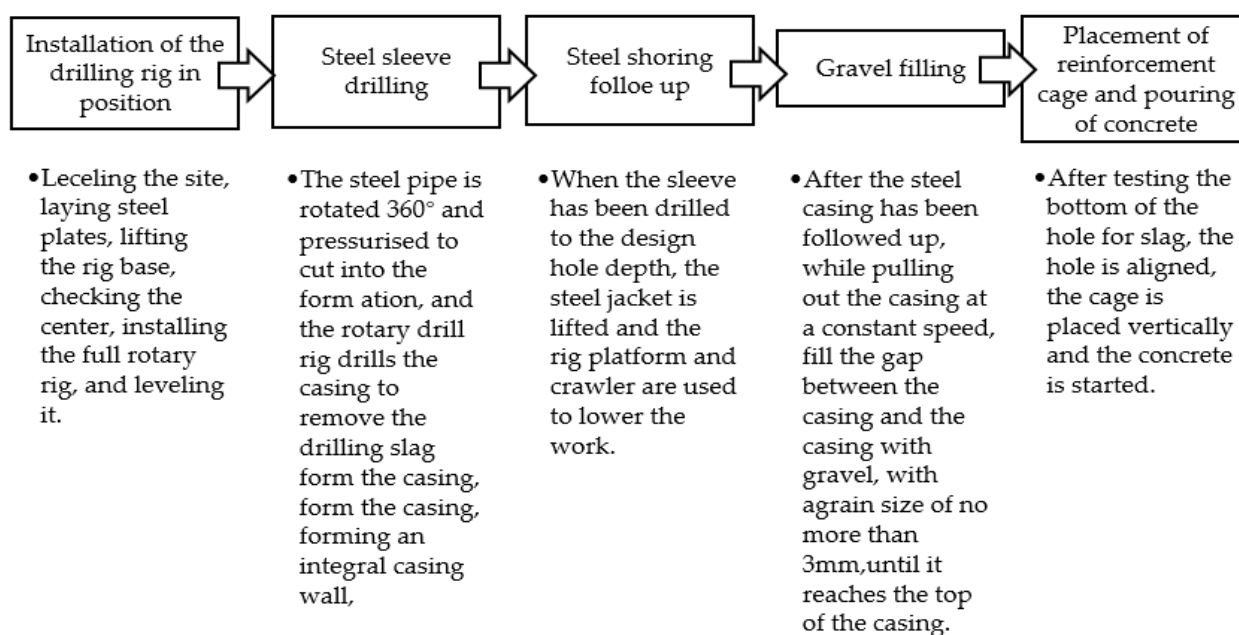 Installation of the
drilling rig in
position
Steel sleeve
drilling
Steel shoring
folloe up
Gravel filling
Placement of
reinforcement
cage and pouring
of concrete
•Leceling the site,
laying steel
plates, lifting
the rig base,
checking the
center, installing
the full rotary
rig, and leveling
it.
•The steel pipe is
rotated 360° and
pressurised to
cut into the
form ation, and
the rotary drill
rig drills the
casing to
remove the
drilling slag
form the casing,
form the casing,
forming an
integral casing
wall,
•When the sleeve
has been drilled
to the design
hole depth, the
steel jacket is
lifted and the
rig platform and
crawler are used
to lower the
work.
•After the steel
casing has been
followed up,
while pulling
out the casing at
a constant speed,
fill the gap
between the
casing and the
casing with
gravel, with
agrain size of no
more than
3mm,until it
reaches the top
of the casing.
•After testing the
bottom of the
hole for slag, the
hole is aligned,
the cage is
placed vertically
and the concrete
is started.